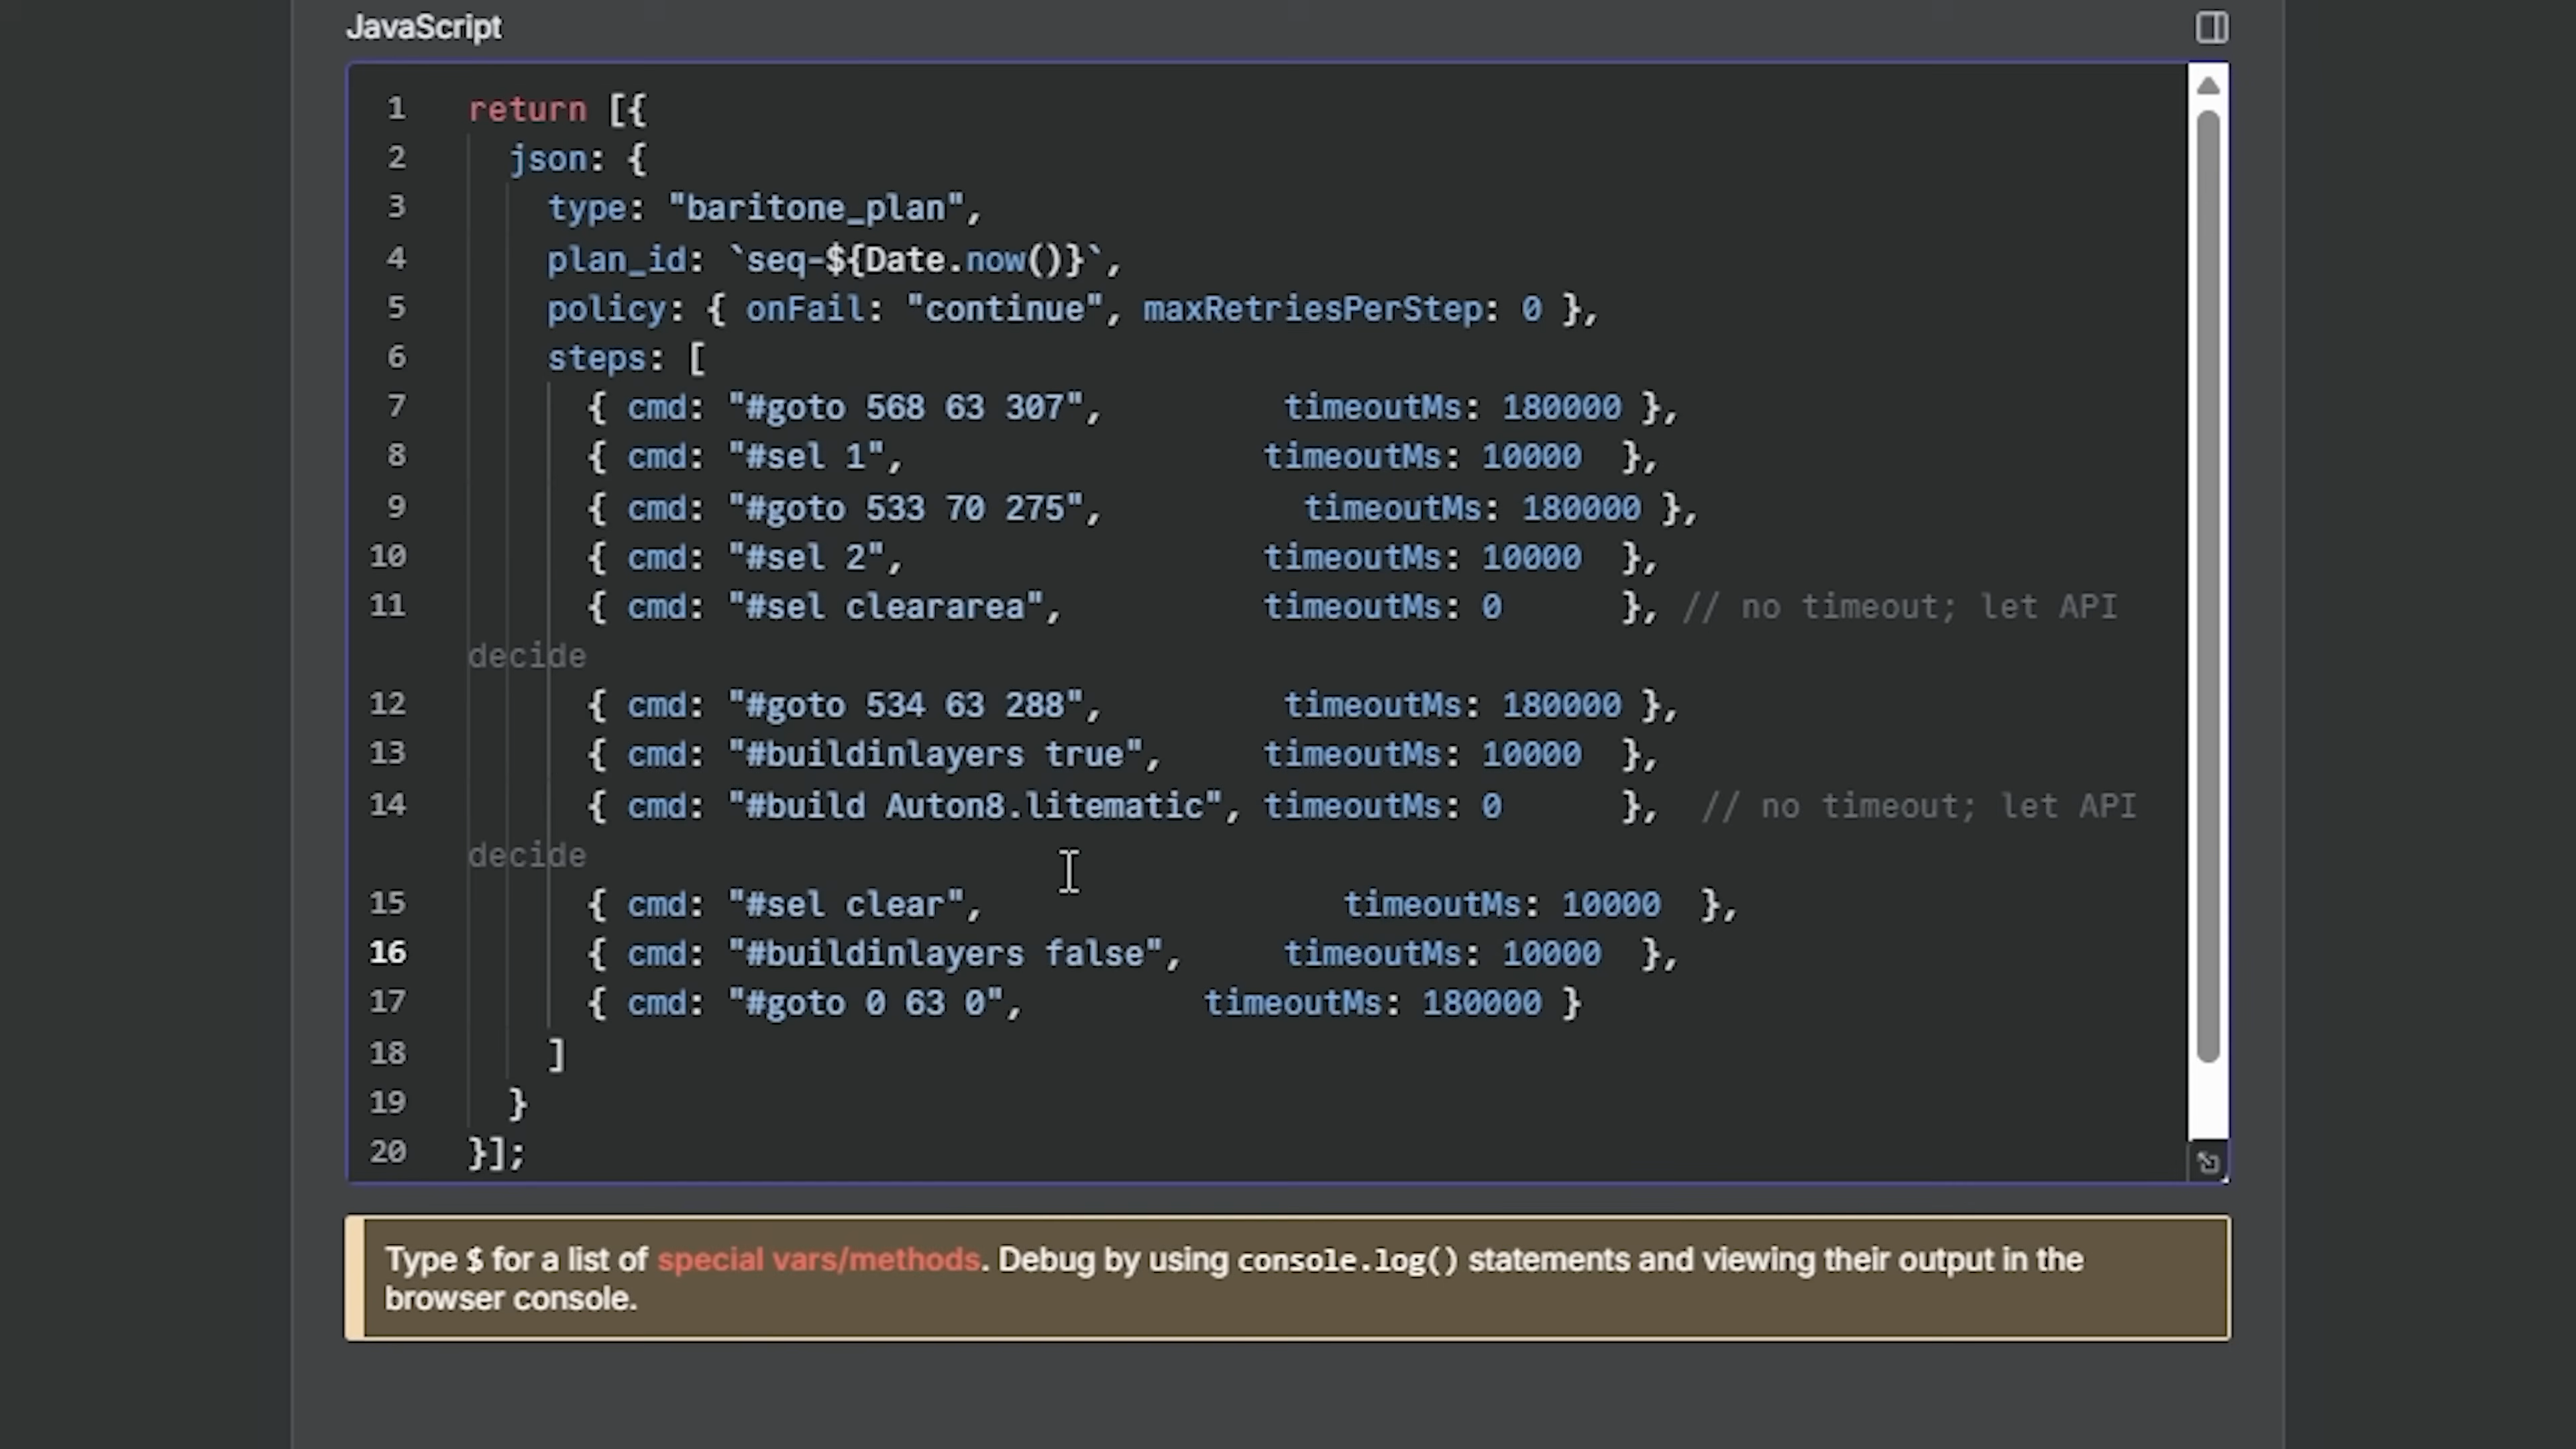 JavaScript
1 return [{
2 json: {
3 type: "baritone_plan",
4 plan_id: `seq-${Date.now()}`,
5 policy: { onFail: "continue", maxRetriesPerStep: 0 },
6 steps: [
7 { cmd: "#goto 568 63 307", timeoutMs: 180000 },
8 { cmd: "#sel 1", timeoutMs: 10000 },
9 { cmd: "#goto 533 70 275", timeoutMs: 180000 },
10 { cmd: "#sel 2", timeoutMs: 10000 },
11 { cmd: "#sel cleararea", timeoutMs: 0 }, // no timeout; let API
decide
12 { cmd: "#goto 534 63 288", timeoutMs: 180000 },
13 { cmd: "#buildinlayers true", timeoutMs: 10000 },
14 { cmd: "#build Auton8.litematic", timeoutMs: 0 }, // no timeout; let API
decide
15 { cmd: "#sel clear", timeoutMs: 10000 },
16 { cmd: "#buildinlayers false", timeoutMs: 10000 },
17 { cmd: "#goto 0 63 0", timeoutMs: 180000 }
18 ]
19 }
20 }];
Type $ for a list of special vars/methods. Debug by using console.log() statements and viewing their output in the
browser console.